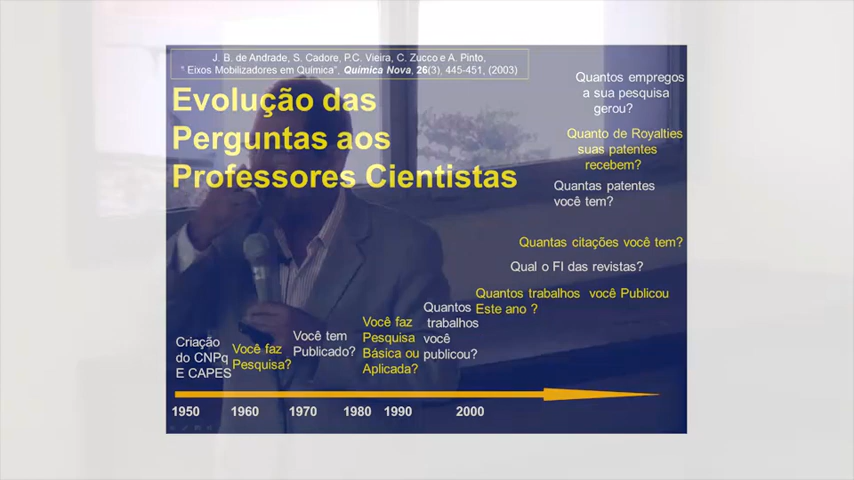 J. B. de Andrade, S. Cadore, P.C. Vieira, C. Zucco e A. Pinto,
" Eixos Mobilizadores em Química", Química Nova, 26(3), 445-451, (2003)
Evolução das
Perguntas aos
Professores Cientistas
Quantos empregos
a sua pesquisa
gerou?
Quanto de Royalties
suas patentes
recebem?
Quantas patentes
você tem?
Quantas citações você tem?
Qual o FI das revistas?
Quantos trabalhos você Publicou
Este ano ?
Quantos
trabalhos
você
publicou?
Você faz
Pesquisa
Básica ou
Aplicada?
Você tem
Publicado?
Você faz
Pesquisa?
Criação
do CNPq
E CAPES
1950 1960 1970 1980 1990 2000